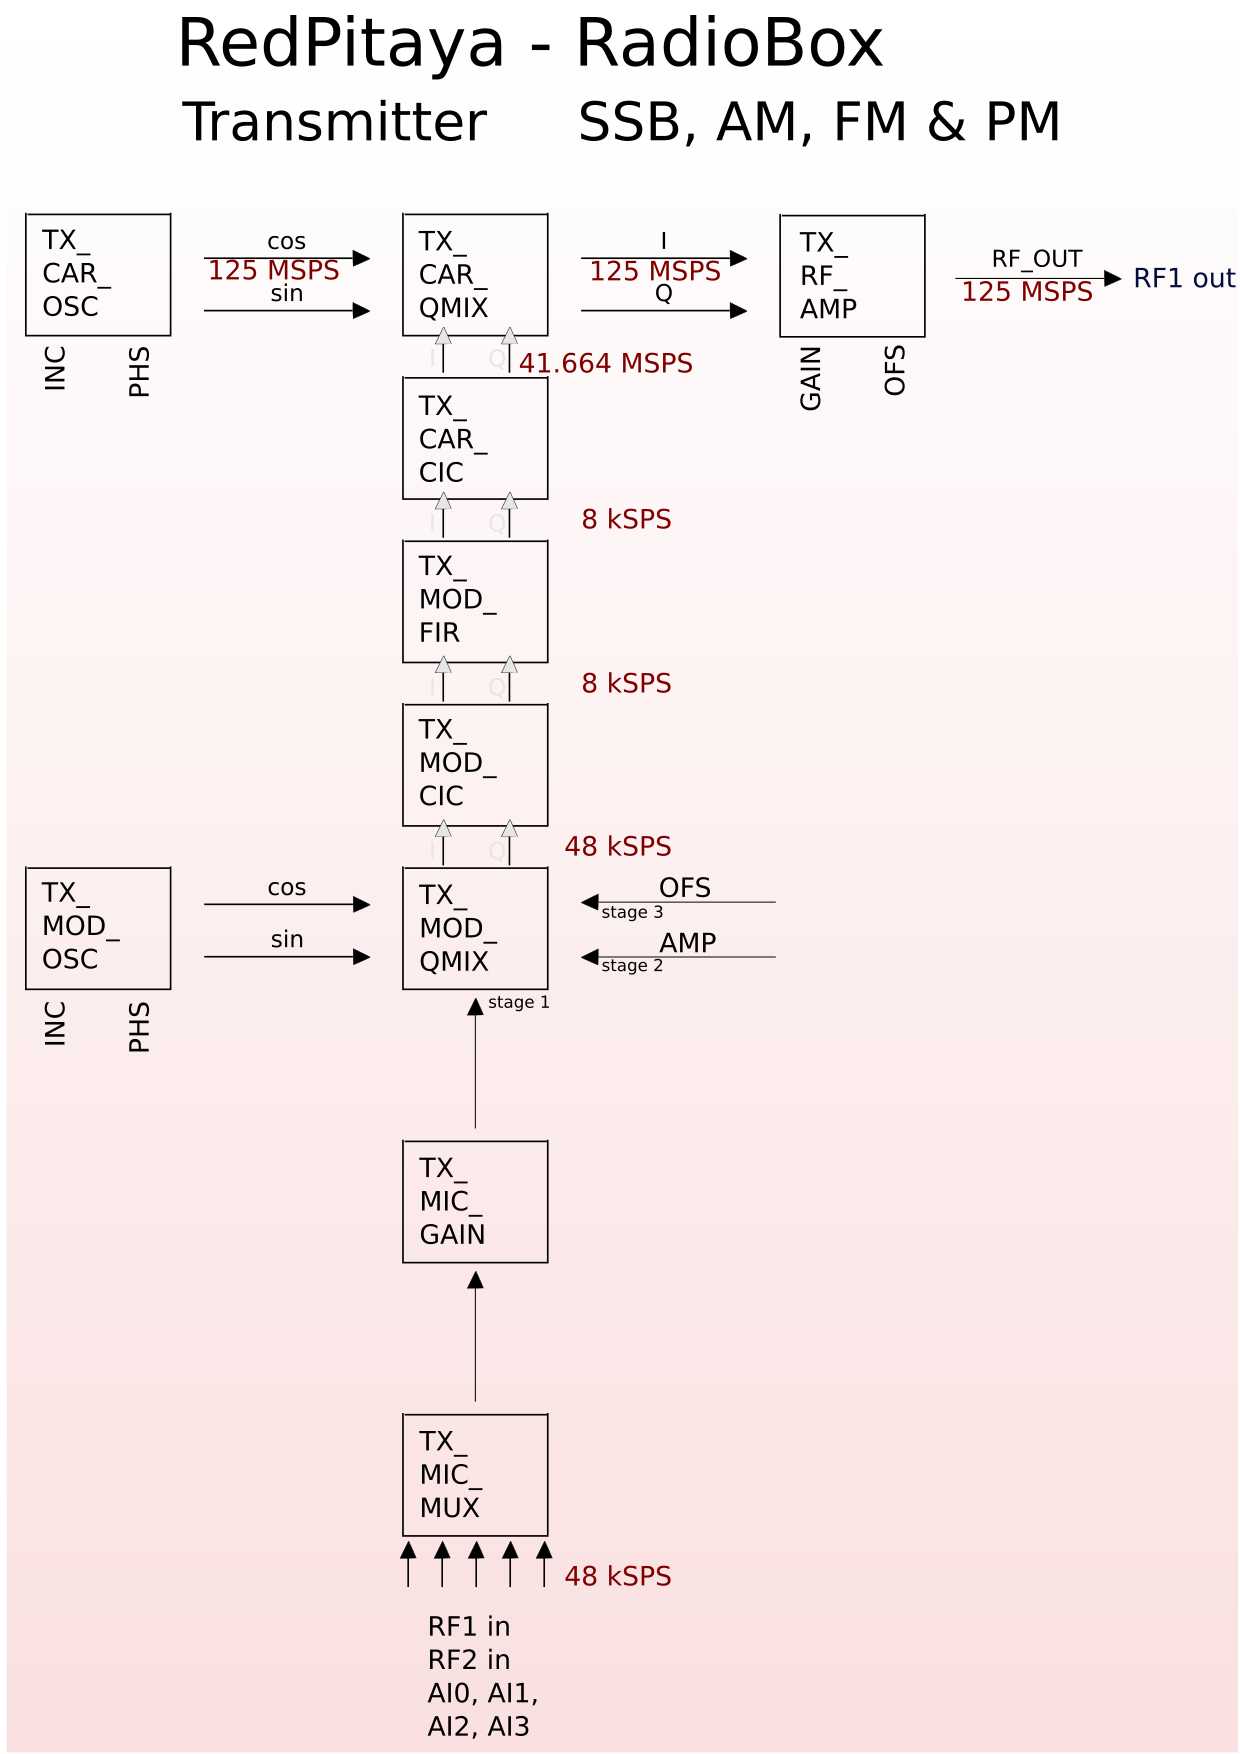 RedPitaya - RadioBox
Transmitter SSB, AM, FM & PM
TX_
CAR_
OSC
INC
PHS
cos
125 MSPS
sin
TX_
CAR_
QMIX
I
125 MSPS
Q
TX_
RF_
AMP
GAIN
OFS
RF_OUT
125 MSPS
RF1 out
I
Q
41.664 MSPS
TX_
CAR_
CIC
I
Q
8 kSPS
TX_
MOD_
FIR
I
Q
8 kSPS
TX_
MOD_
CIC
I
Q
48 kSPS
TX_
MOD_
OSC
INC
PHS
cos
sin
TX_
MOD_
QMIX
OFS
stage 3
AMP
stage 2
stage 1
TX_
MIC_
GAIN
TX_
MIC_
MUX
48 kSPS
RF1 in
RF2 in
AI0, AI1,
AI2, AI3